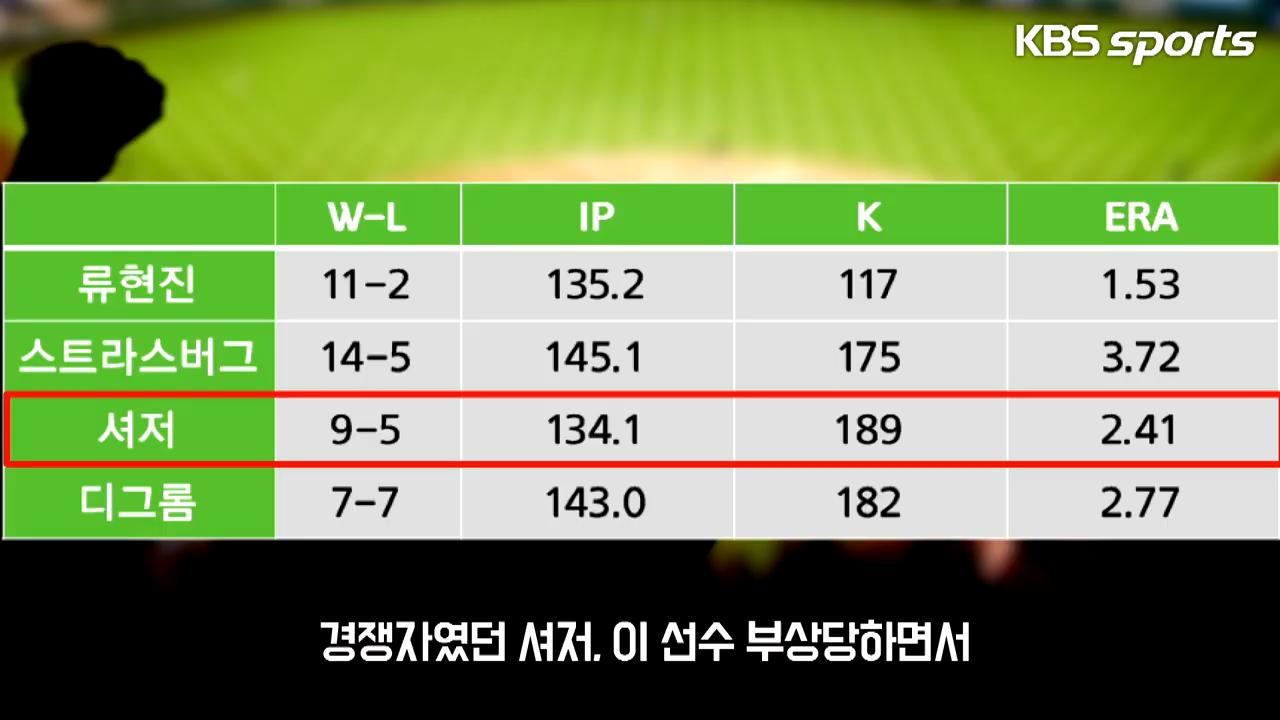 KBS sports
W-L IP K ERA
류현진 11-2 135.2 117 1.53
스트라스버그 14-5 145.1 175 3.72
셔저 9-5 134.1 189 2.41
디그롬 7-7 143.0 182 2.77
경쟁자였던 셔저, 이 선수 부상당하면서